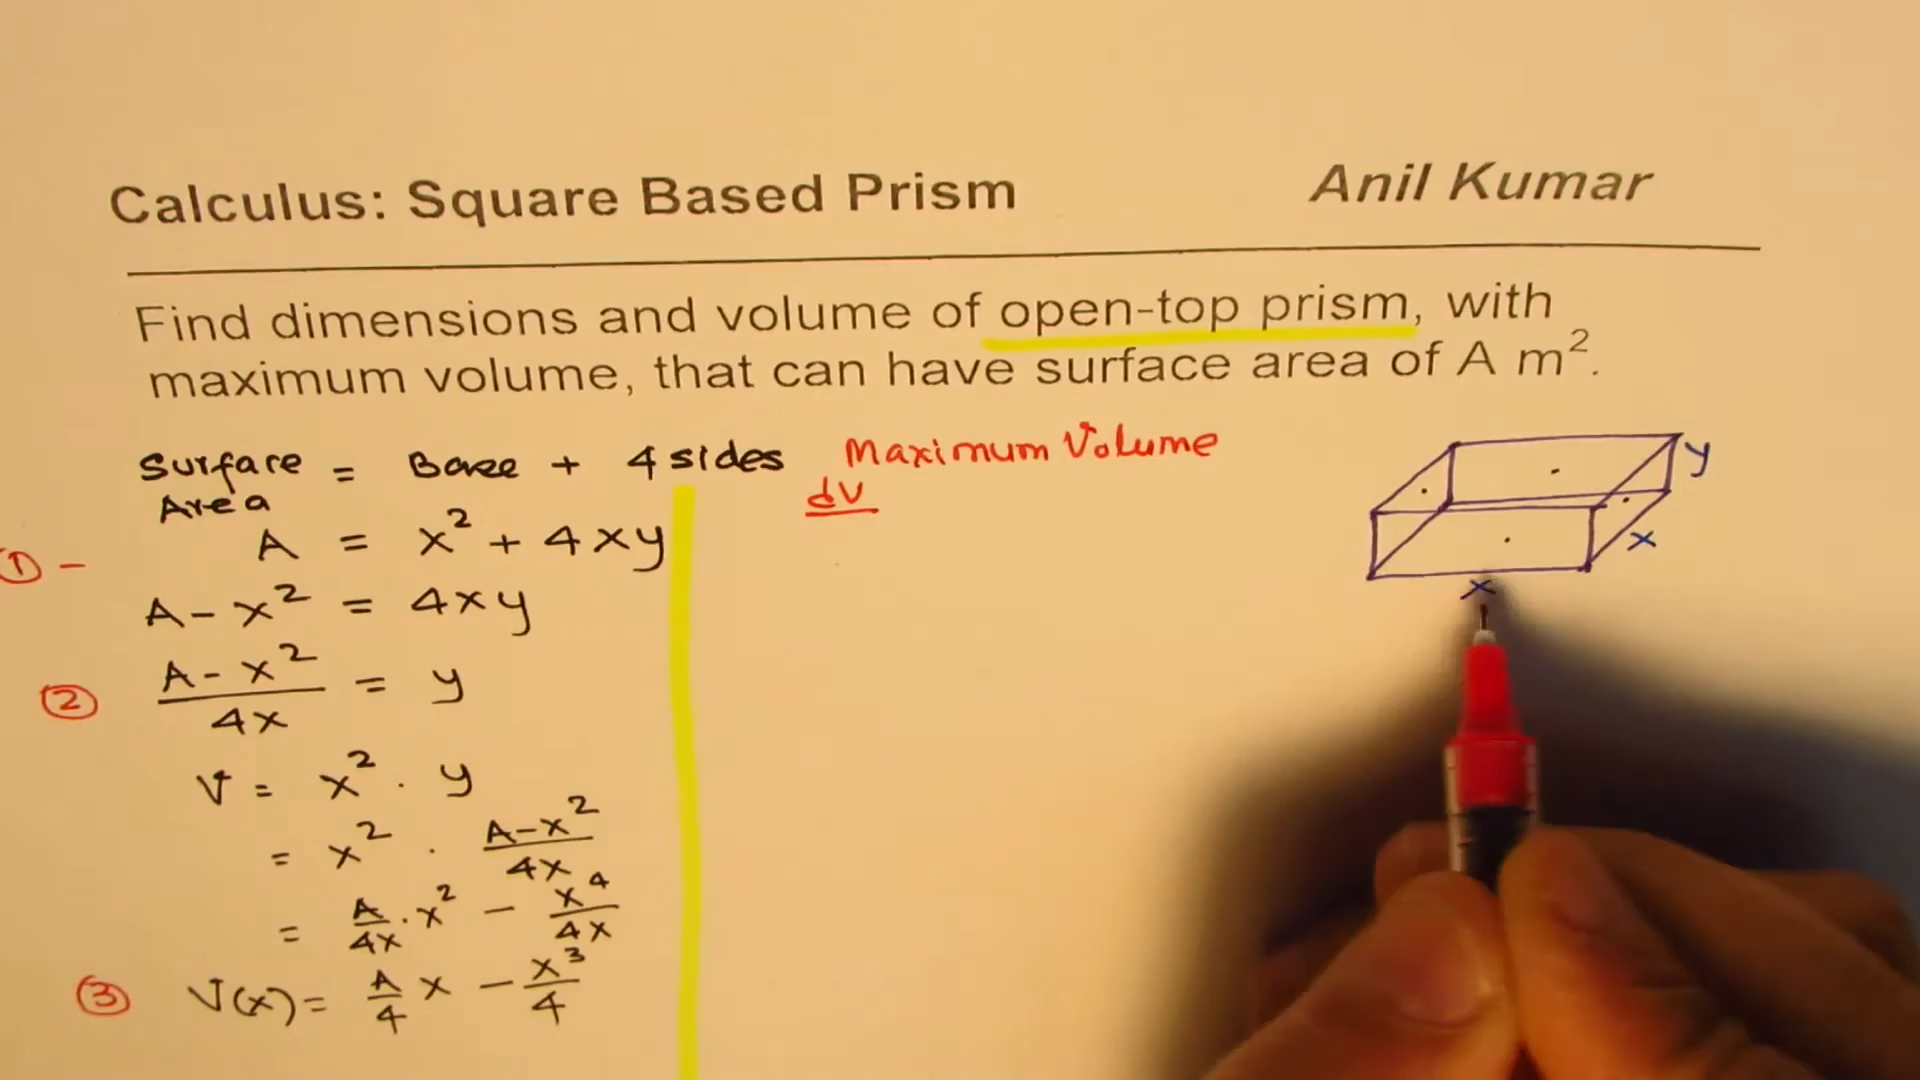 Calculus: Square Based Prism
Anil Kumar
Find dimensions and volume of open-top prism, with
maximum volume, that can have surface area of A m².
Surface Area = Base + 4 sides
① - A = x² + 4xy
A - x² = 4xy
② (A - x²)/(4x) = y
V = x² · y
= x² · (A - x²)/(4x)
= A/(4x) · x² - x⁴/(4x)
③ V(x) = A/4 x - x³/4
Maximum Volume
dV
y
x
x